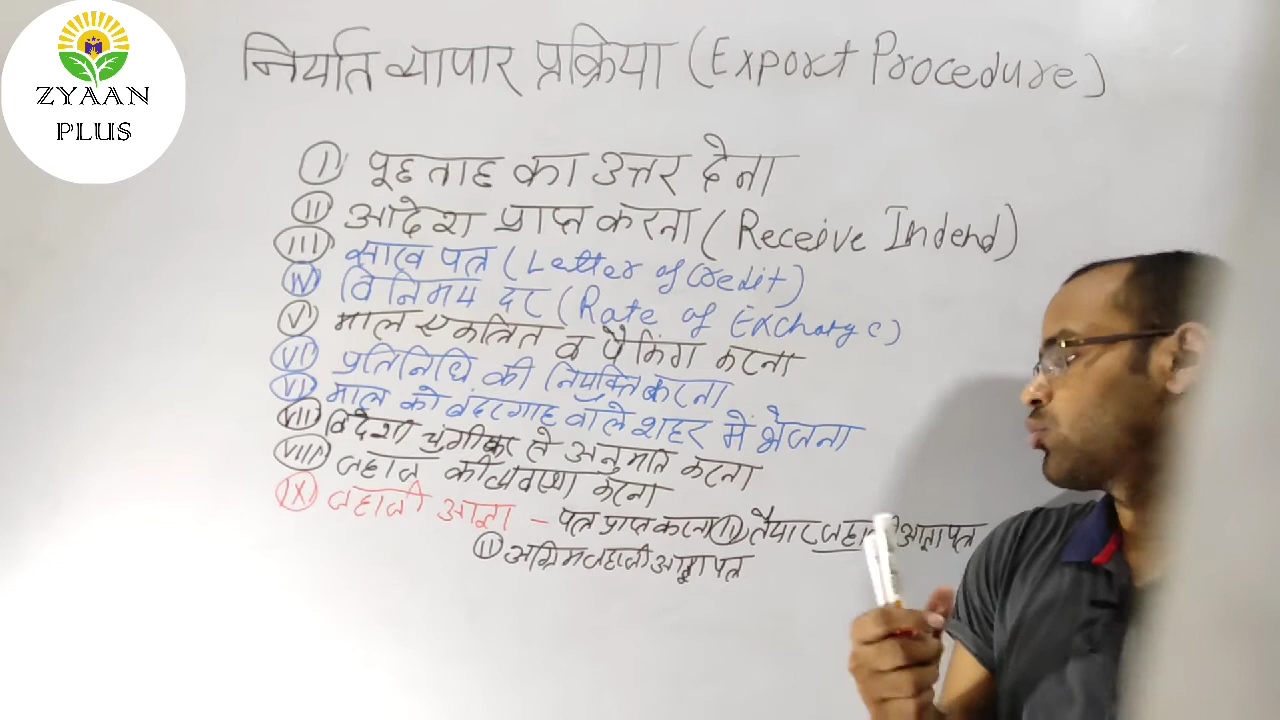 ZYAAN
PLUS
निर्यात व्यापार प्रक्रिया (Export Procedure)
I पूछताछ का उत्तर देना
II आदेश प्राप्त करना (Receive Indend)
III साख पत्र (Letter of Credit)
IV विनिमय दर (Rate of Exchange)
V माल एकत्रित व पैकिंग करना
VI प्रतिनिधि की नियुक्ति करना
VI माल को बंदरगाह वाले शहर में भेजना
VII विदेशी चुंगीकर से अनुमति करना
VIII जहाज की व्यवस्था करना
IX जहाजी आज्ञा - पत्र प्राप्त करना (I) तैयार जहाजी आज्ञा पत्र
II अग्रिम जहाजी आज्ञा पत्र